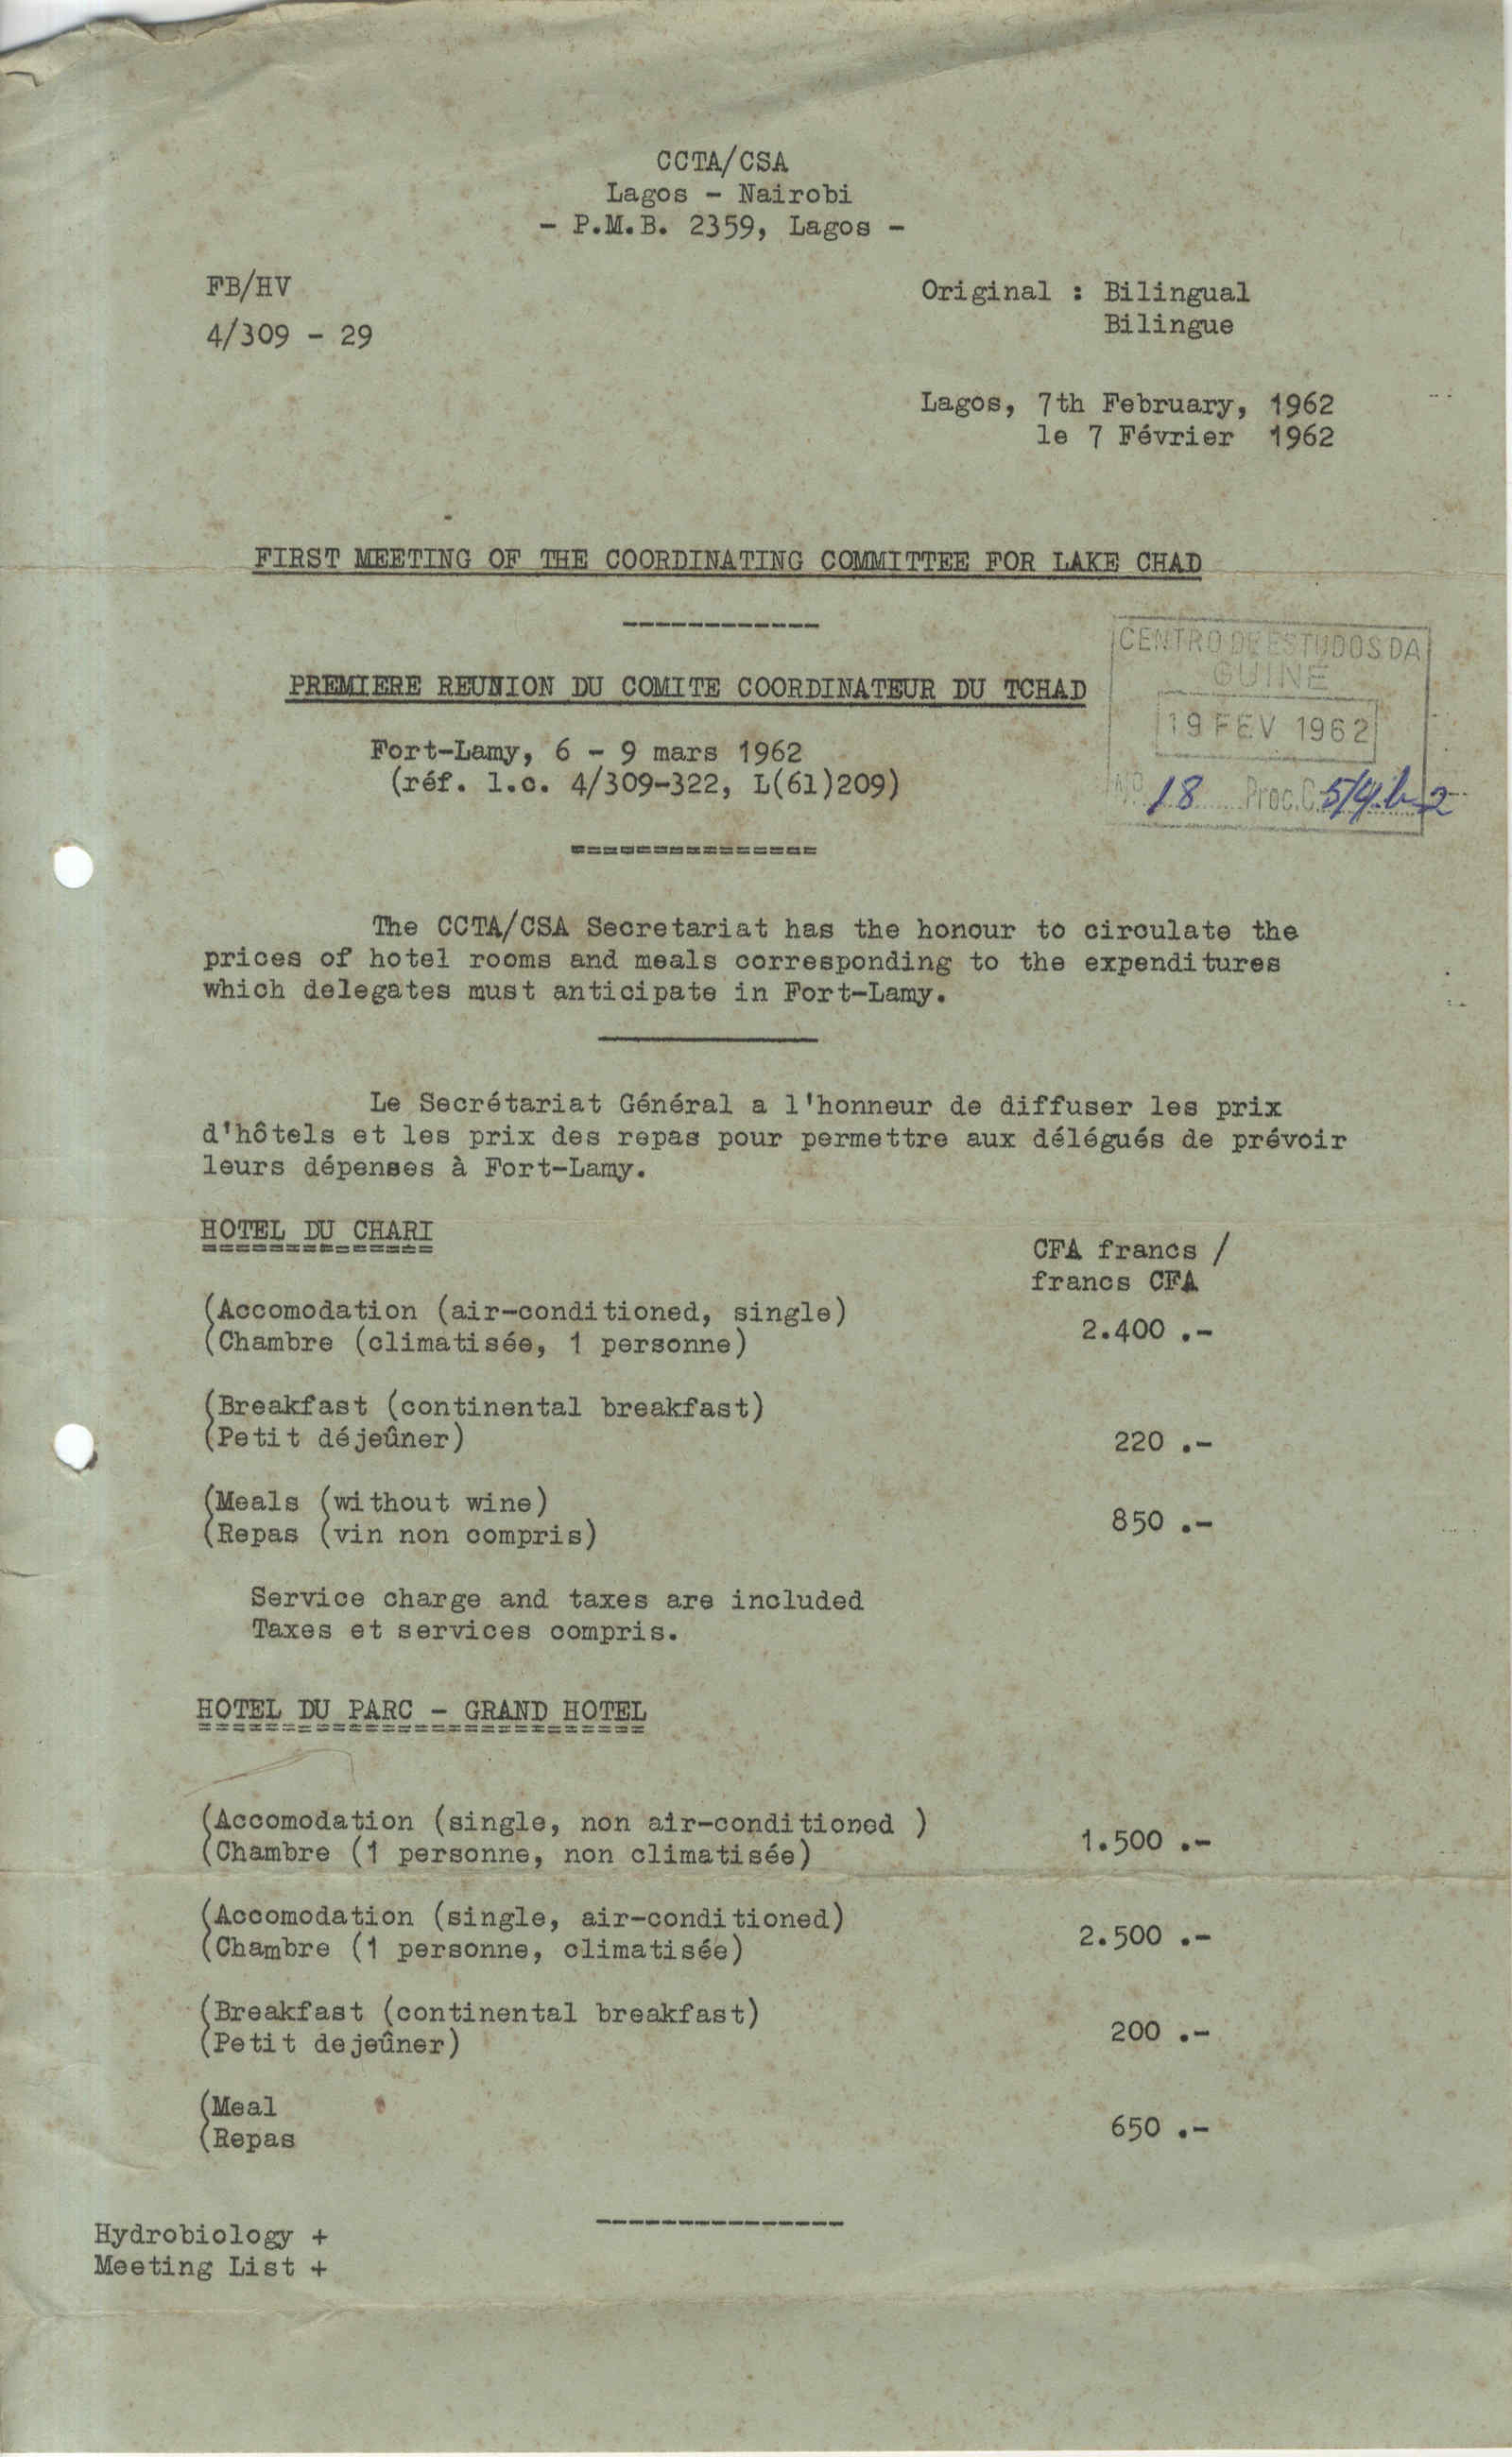 CCTA/CSA
Lagos - Nairobi
- P.M.B. 2359, Lagos -
FB/HV
4/309 - 29
Original : Bilingual
Bilingue
Lagos, 7th February, 1962
le 7 Février 1962
FIRST MEETING OF THE COORDINATING COMMITTEE FOR LAKE CHAD
PREMIERE REUNION DU COMITE COORDINATEUR DU TCHAD
CENTRO DE ESTUDOS DA
GUINÉ
19 FEV 1962
Nº 18 Proc. C. 5/4.b.2
Fort-Lamy, 6 - 9 mars 1962
(réf. l.c. 4/309-322, L(61)209)
The CCTA/CSA Secretariat has the honour to circulate the
prices of hotel rooms and meals corresponding to the expenditures
which delegates must anticipate in Fort-Lamy.
Le Secrétariat Général a l'honneur de diffuser les prix
d'hôtels et les prix des repas pour permettre aux délégués de prévoir
leurs dépenses à Fort-Lamy.
HOTEL DU CHARI
CFA francs /
francs CFA
(Accomodation (air-conditioned, single)
(Chambre (climatisée, 1 personne)
2.400 .-
(Breakfast (continental breakfast)
(Petit déjeûner)
220 .-
(Meals (without wine)
(Repas (vin non compris)
850 .-
Service charge and taxes are included
Taxes et services compris.
HOTEL DU PARC - GRAND HOTEL
(Accomodation (single, non air-conditioned )
(Chambre (1 personne, non climatisée)
1.500 .-
(Accomodation (single, air-conditioned)
(Chambre (1 personne, climatisée)
2.500 .-
(Breakfast (continental breakfast)
(Petit dejeûner)
200 .-
(Meal
(Repas
650 .-
Hydrobiology +
Meeting List +